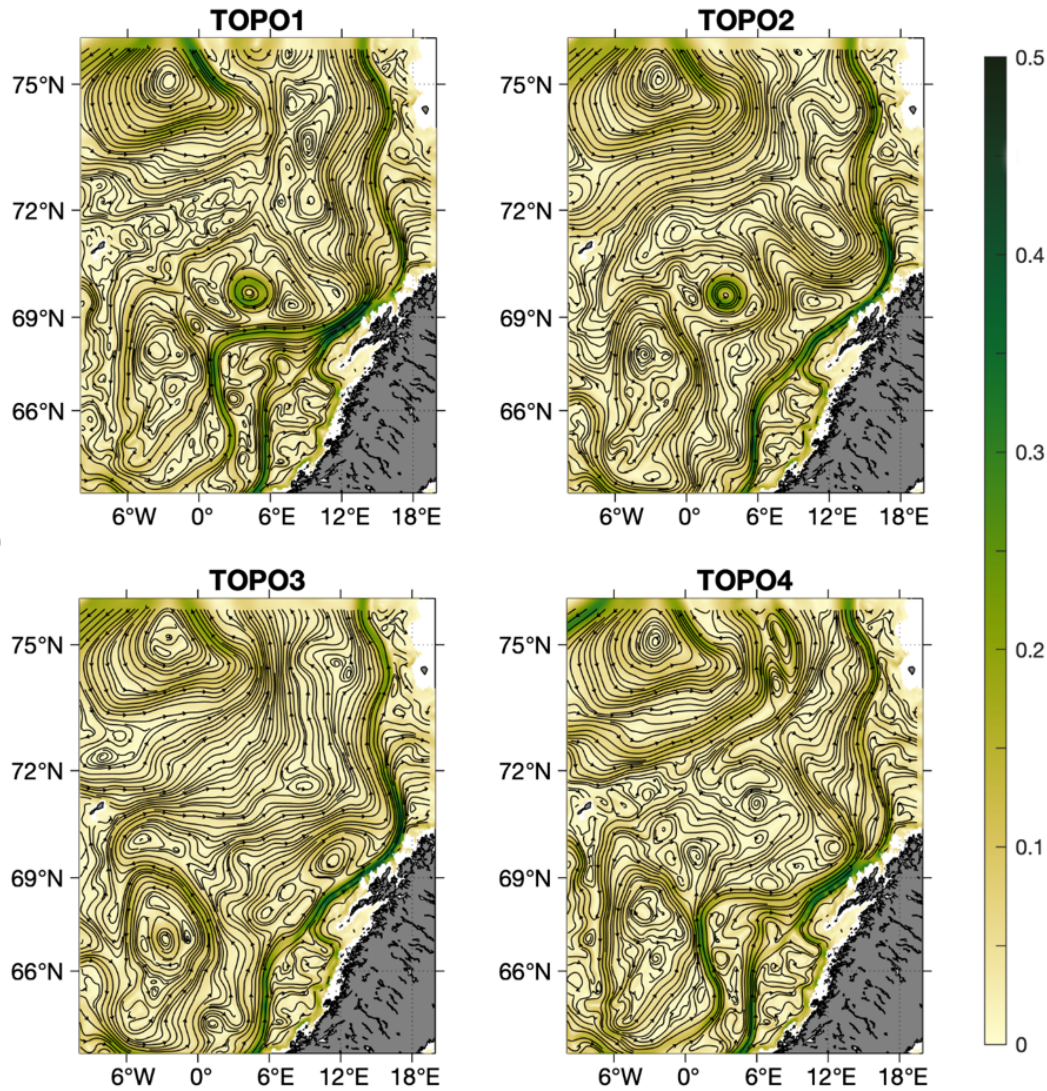 TOPO1 TOPO2
75°N 75°N 0.5
72°N 72°N 0.4
69°N 69°N
0.3
66°N 66°N
6°W 0° 6°E 12°E 18°E 6°W 0° 6°E 12°E 18°E
TOPO3 TOPO4
75°N 75°N 0.2
72°N 72°N
69°N 69°N 0.1
66°N 66°N
0
6°W 0° 6°E 12°E 18°E 6°W 0° 6°E 12°E 18°E